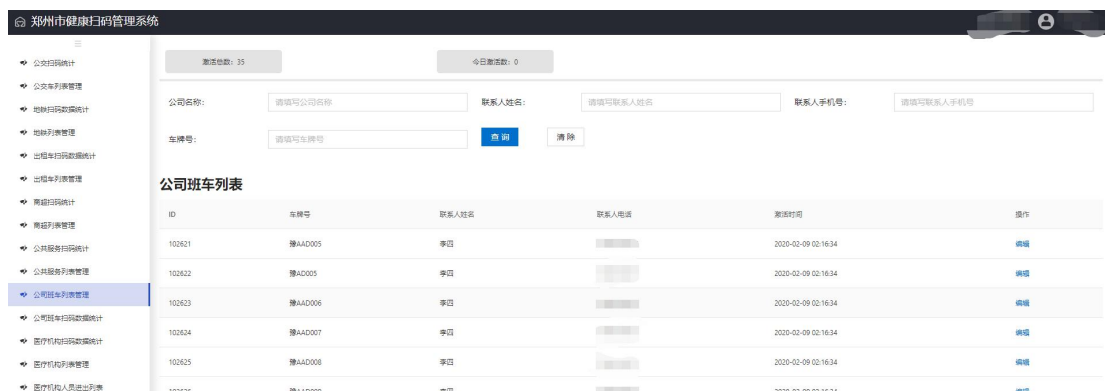 郑州市健康扫码管理系统
公交扫码统计
公交车列表管理
地铁扫码数据统计
地铁列表管理
出租车扫码数据统计
出租车列表管理
商超扫码统计
商超列表管理
公共服务扫码统计
公共服务列表管理
公司班车列表管理
公司班车扫码数据统计
医疗机构扫码数据统计
医疗机构列表管理
医疗机构人员进出列表
激活总数：35 今日激活数：0
公司名称： 请填写公司名称 联系人姓名： 请填写联系人姓名 联系人手机号： 请填写联系人手机号
车牌号： 请填写车牌号 查 询 清 除
公司班车列表
ID 车牌号 联系人姓名 联系人电话 激活时间 操作
102621 豫AAD005 李四 2020-02-09 02:16:34 编辑
102622 豫AD005 李四 2020-02-09 02:16:34 编辑
102623 豫AAD006 李四 2020-02-09 02:16:34 编辑
102624 豫AAD007 李四 2020-02-09 02:16:34 编辑
102625 豫AAD008 李四 2020-02-09 02:16:34 编辑